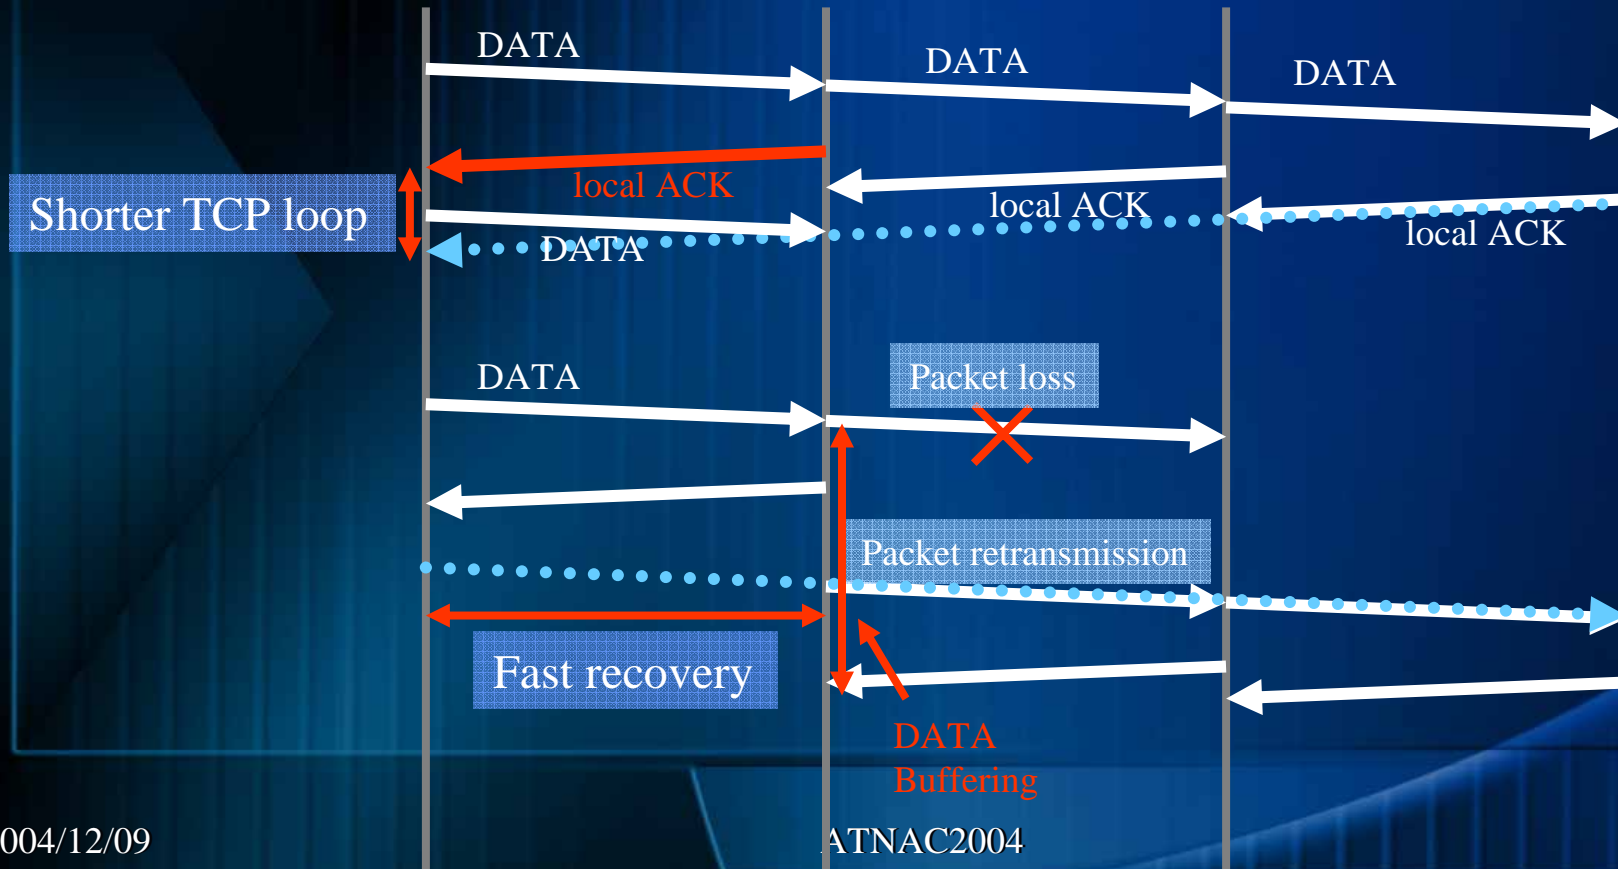 DATA
DATA
DATA
local ACK
local ACK
local ACK
Shorter TCP loop
DATA
DATA
Packet loss
Packet retransmission
Fast recovery
DATA
Buffering
004/12/09
ATNAC2004